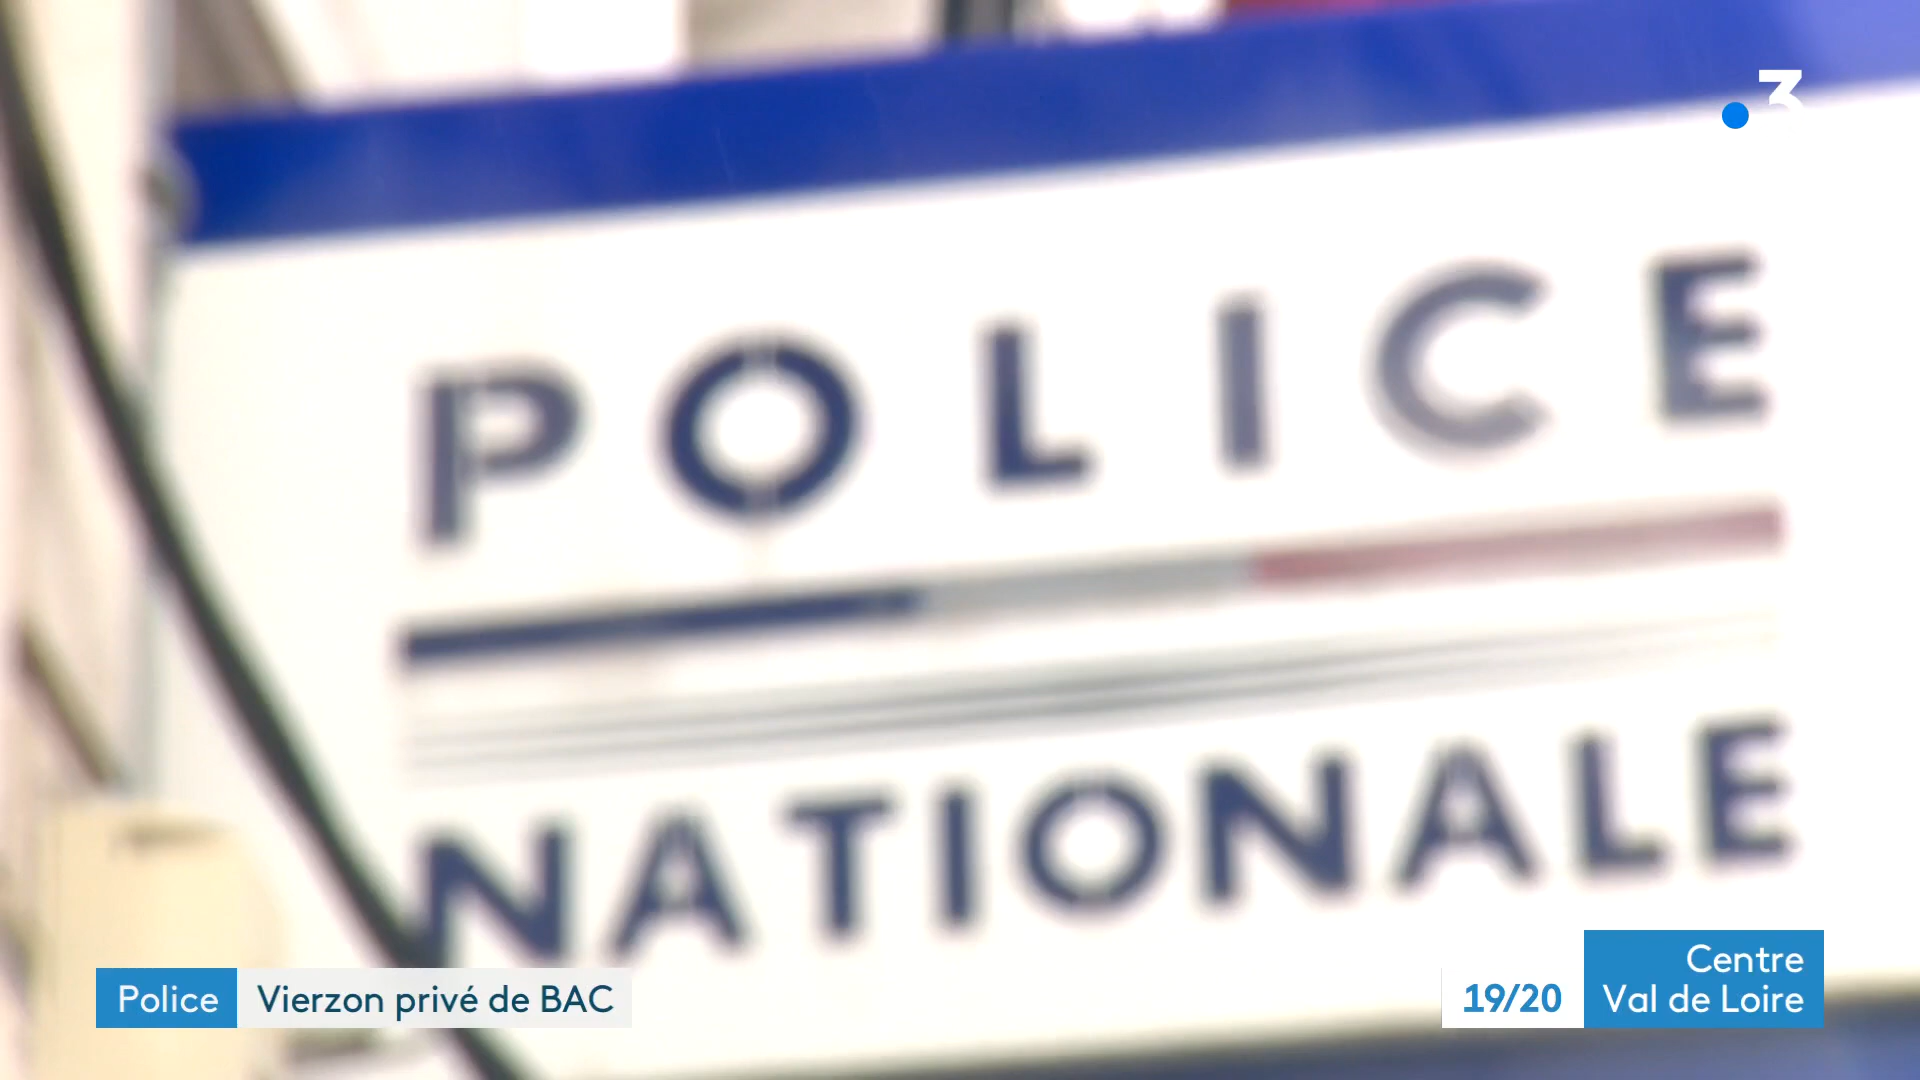 3
POLICE
NATIONALE
Police Vierzon privé de BAC
19/20
Centre
Val de Loire